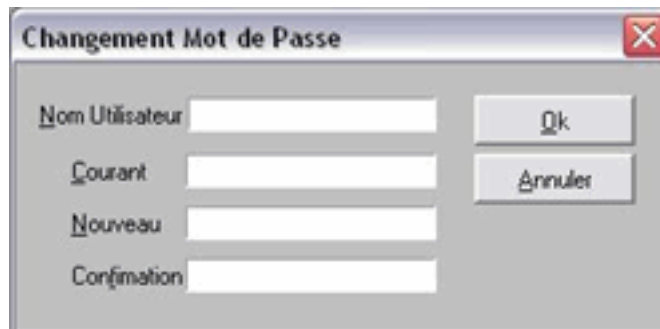 Changement Mot de Passe
Nom Utilisateur
Ok
Courant
Annuler
Nouveau
Confimation